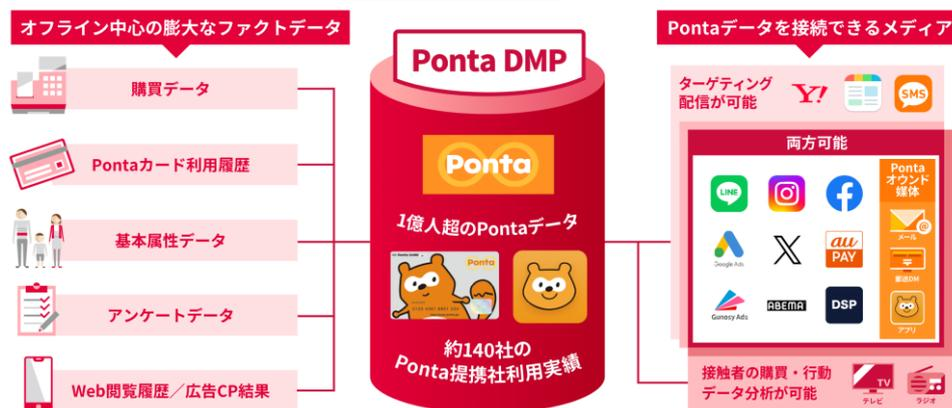 オフライン中心の膨大なファクトデータ
購買データ
Pontaカード利用履歴
基本属性データ
アンケートデータ
Web閲覧履歴／広告CP結果
Ponta DMP
Ponta
1億人超のPontaデータ
Ponta
約140社の
Ponta提携社利用実績
Pontaデータを接続できるメディア
ターゲティング
配信が可能
Y!
SMS
両方可能
LINE
Google Ads
X
au
PAY
Gunosy Ads
ABEMA
DSP
Ponta
オウンド
媒体
メール
郵送DM
アプリ
接触者の購買・行動
データ分析が可能
TV
テレビ
ラジオ